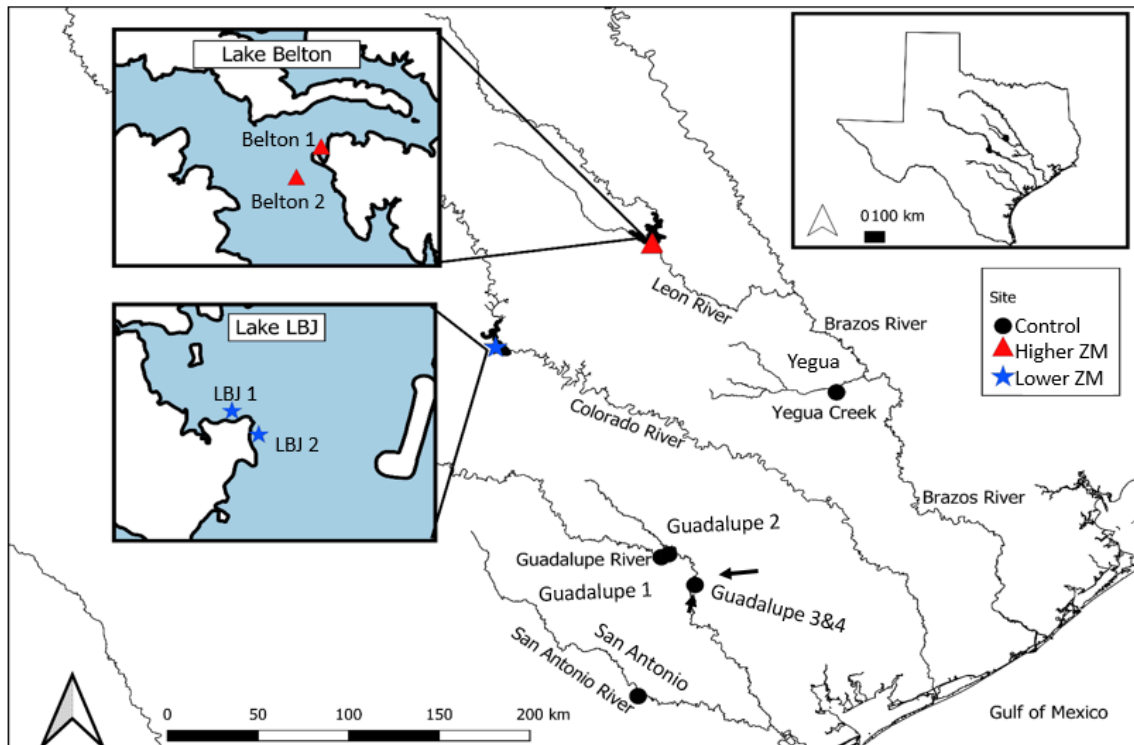 Lake Belton
Belton 1
Belton 2
0 100 km
Leon River
Site
Control
Higher ZM
Lower ZM
Lake LBJ
LBJ 1
LBJ 2
Brazos River
Yegua
Yegua Creek
Colorado River
Brazos River
Guadalupe 2
Guadalupe River
Guadalupe 1
Guadalupe 3&4
San Antonio
San Antonio River
Gulf of Mexico
0 50 100 150 200 km